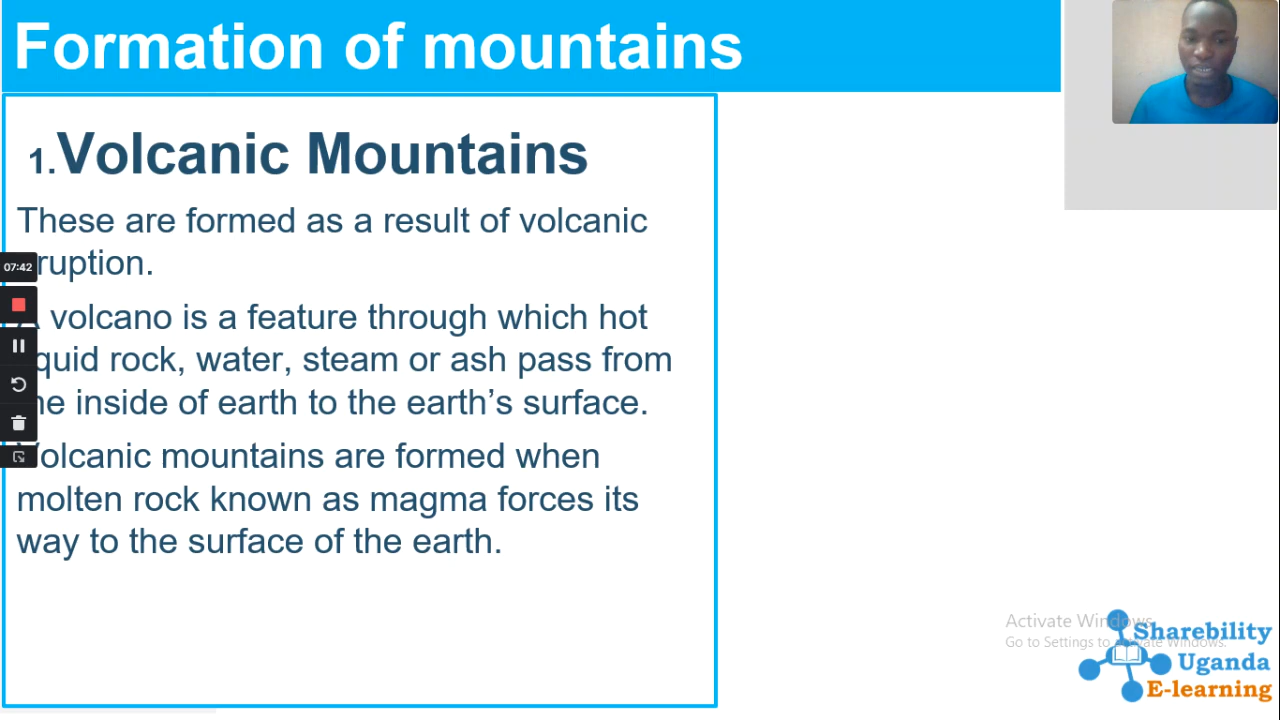 Formation of mountains
1.Volcanic Mountains
These are formed as a result of volcanic
ruption.
07:42
volcano is a feature through which hot
quid rock, water, steam or ash pass from
he inside of earth to the earth's surface.
Volcanic mountains are formed when
molten rock known as magma forces its
way to the surface of the earth.
Activate Windows
Go to Settings to activate Windows.
Sharebility
Uganda
E-learning